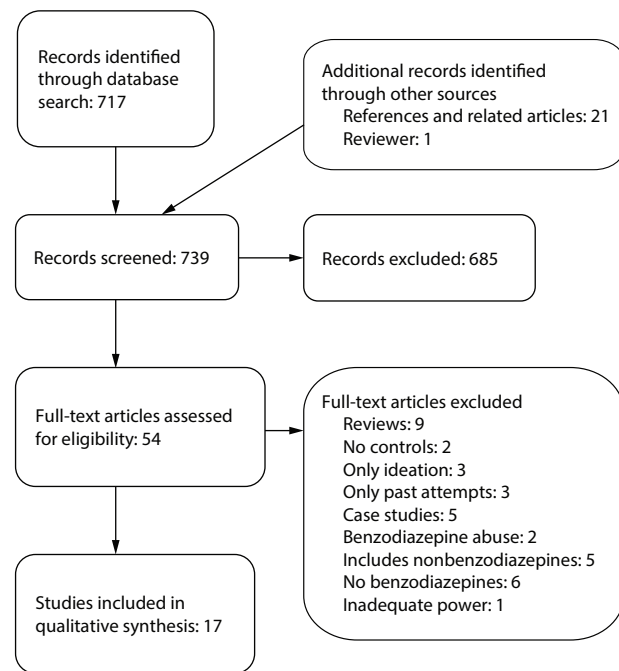 Records identified
through database
search: 717
Additional records identified
through other sources
References and related articles: 21
Reviewer: 1
Records screened: 739
Records excluded: 685
Full-text articles assessed
for eligibility: 54
Full-text articles excluded
Reviews: 9
No controls: 2
Only ideation: 3
Only past attempts: 3
Case studies: 5
Benzodiazepine abuse: 2
Includes nonbenzodiazepines: 5
No benzodiazepines: 6
Inadequate power: 1
Studies included in
qualitative synthesis: 17